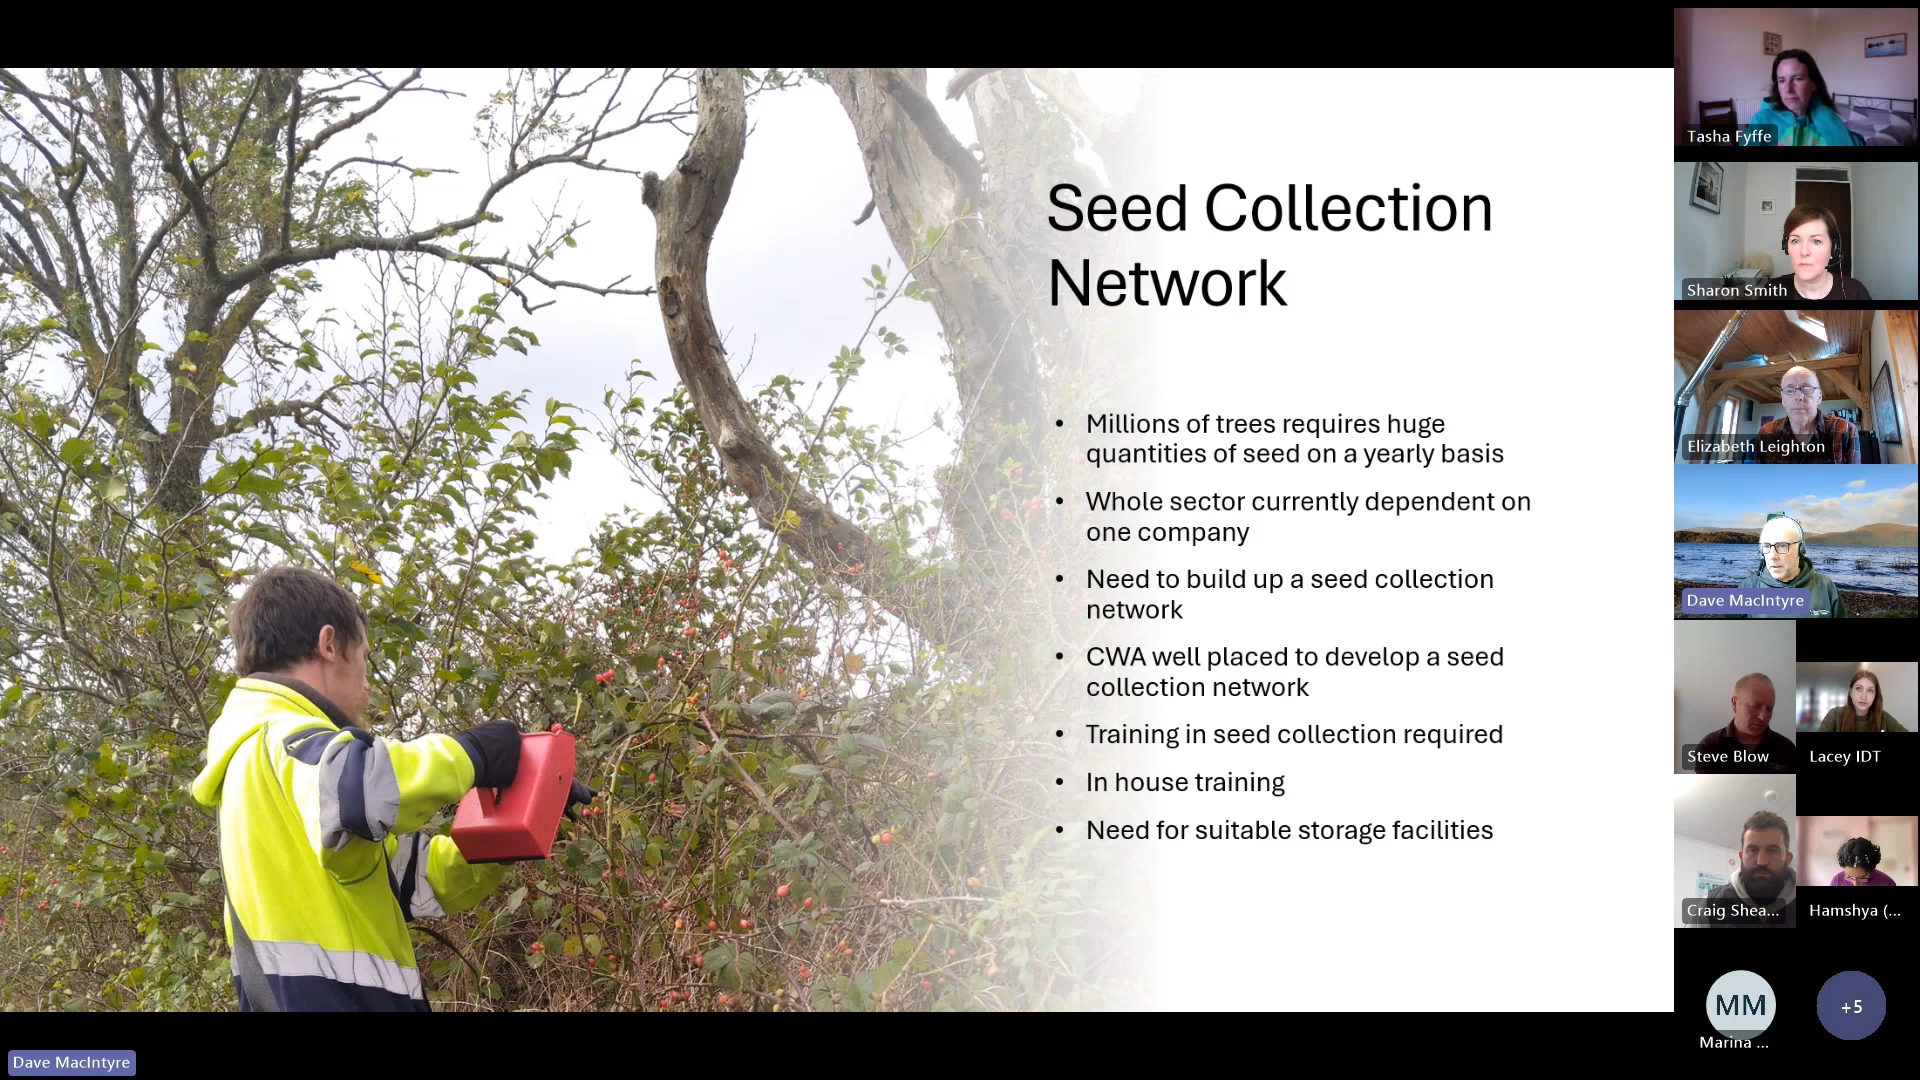 Seed Collection
Network
• Millions of trees requires huge
quantities of seed on a yearly basis
• Whole sector currently dependent on
one company
• Need to build up a seed collection
network
• CWA well placed to develop a seed
collection network
• Training in seed collection required
• In house training
• Need for suitable storage facilities
Tasha Fyffe
Sharon Smith
Elizabeth Leighton
Dave MacIntyre
Steve Blow
Lacey IDT
Craig Shea...
Hamshya (...
MM
+5
Marina ...
Dave MacIntyre